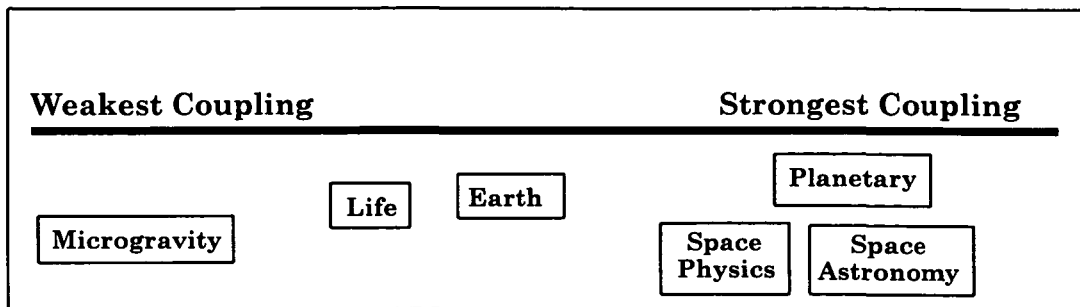 Weakest Coupling
Strongest Coupling
Planetary
Life
Earth
Microgravity
Space
Physics
Space
Astronomy